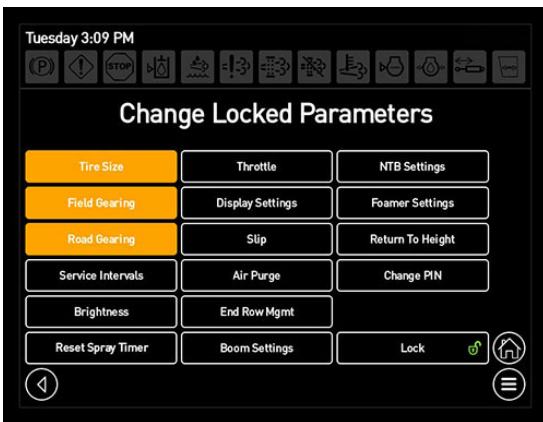 Tuesday 3:09 PM
P STOP
Change Locked Parameters
Tire Size Throttle NTB Settings
Field Gearing Display Settings Foamer Settings
Road Gearing Slip Return To Height
Service Intervals Air Purge Change PIN
Brightness End Row Mgmt
Reset Spray Timer Boom Settings Lock